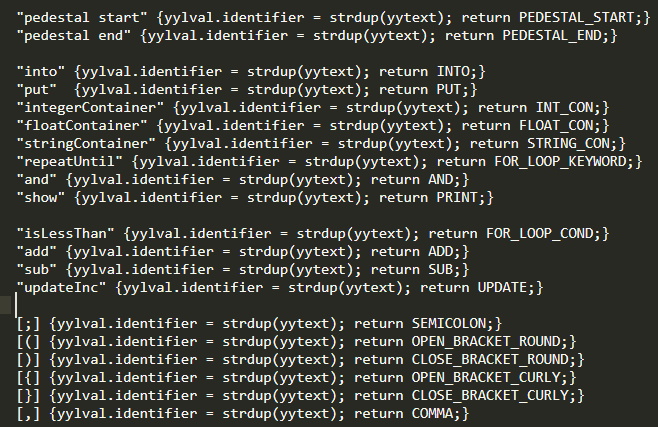 "pedestal start" {yylval.identifier = strdup(yytext); return PEDESTAL_START;}
"pedestal end" {yylval.identifier = strdup(yytext); return PEDESTAL_END;}
"into" {yylval.identifier = strdup(yytext); return INTO;}
"put"  {yylval.identifier = strdup(yytext); return PUT;}
"integerContainer" {yylval.identifier = strdup(yytext); return INT_CON;}
"floatContainer" {yylval.identifier = strdup(yytext); return FLOAT_CON;}
"stringContainer" {yylval.identifier = strdup(yytext); return STRING_CON;}
"repeatUntil" {yylval.identifier = strdup(yytext); return FOR_LOOP_KEYWORD;}
"and" {yylval.identifier = strdup(yytext); return AND;}
"show" {yylval.identifier = strdup(yytext); return PRINT;}
"isLessThan" {yylval.identifier = strdup(yytext); return FOR_LOOP_COND;}
"add" {yylval.identifier = strdup(yytext); return ADD;}
"sub" {yylval.identifier = strdup(yytext); return SUB;}
"updateInc" {yylval.identifier = strdup(yytext); return UPDATE;}
[;] {yylval.identifier = strdup(yytext); return SEMICOLON;}
[(] {yylval.identifier = strdup(yytext); return OPEN_BRACKET_ROUND;}
[)] {yylval.identifier = strdup(yytext); return CLOSE_BRACKET_ROUND;}
[{] {yylval.identifier = strdup(yytext); return OPEN_BRACKET_CURLY;}
[}] {yylval.identifier = strdup(yytext); return CLOSE_BRACKET_CURLY;}
[,] {yylval.identifier = strdup(yytext); return COMMA;}